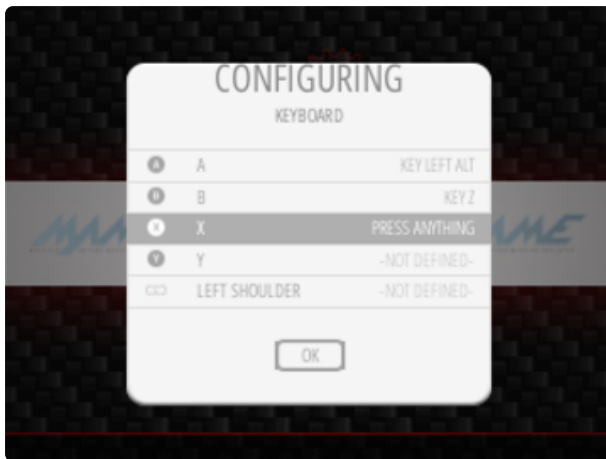 CONFIGURING
KEYBOARD
A A KEY LEFT ALT
B B KEY Z
X X PRESS ANYTHING
Y Y -NOT DEFINED-
LEFT SHOULDER -NOT DEFINED-
OK